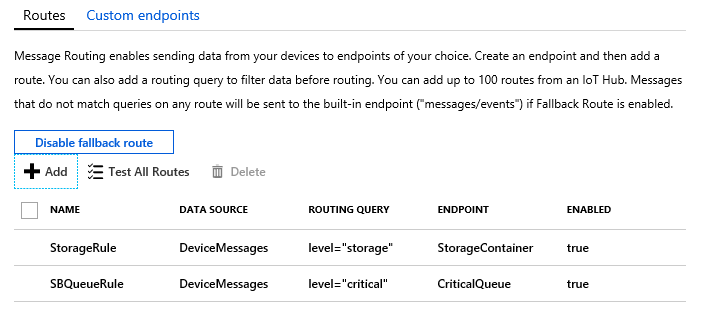 Routes Custom endpoints
Message Routing enables sending data from your devices to endpoints of your choice. Create an endpoint and then add a
route. You can also add a routing query to filter data before routing. You can add up to 100 routes from an IoT Hub. Messages
that do not match queries on any route will be sent to the built-in endpoint ("messages/events") if Fallback Route is enabled.
Disable fallback route
Add Test All Routes Delete
NAME DATA SOURCE ROUTING QUERY ENDPOINT ENABLED
StorageRule DeviceMessages level="storage" StorageContainer true
SBQueueRule DeviceMessages level="critical" CriticalQueue true